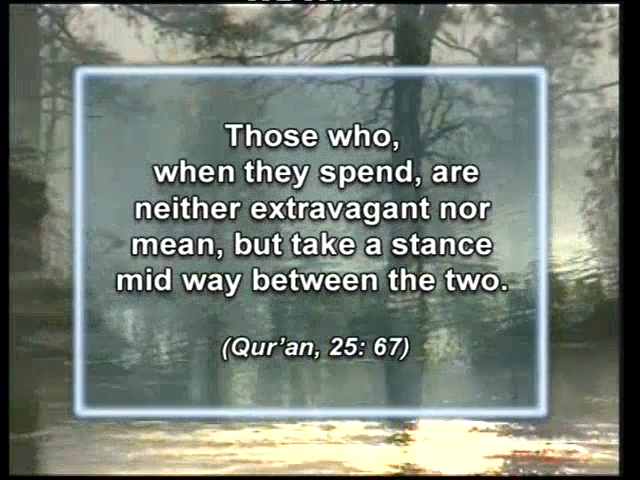 Those who,
when they spend, are
neither extravagant nor
mean, but take a stance
mid way between the two.
(Qur'an, 25: 67)